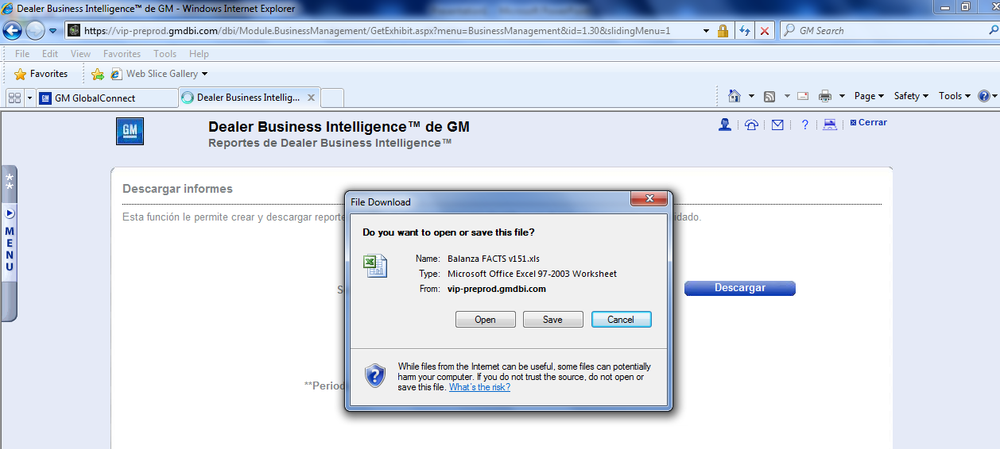 Dealer Business Intelligence™ de GM - Windows Internet Explorer
https://vip-preprod.gmdbi.com/dbi/Module.BusinessManagement/GetExhibit.aspx?menu=BusinessManagement&id=1.30&slidingMenu=1
GM Search
File Edit View Favorites Tools Help
Favorites Web Slice Gallery
GM GM GlobalConnect Dealer Business Intellig... Page Safety Tools
GM
Dealer Business Intelligence™ de GM
Cerrar
Reportes de Dealer Business Intelligence™
MENU
Descargar informes
Esta función le permite crear y descargar
Descargar
**Period
File Download
Do you want to open or save this file?
Name: Balanza FACTS v151.xls
Type: Microsoft Office Excel 97-2003 Worksheet
From: vip-preprod.gmdbi.com
Open Save Cancel
While files from the Internet can be useful, some files can potentially
harm your computer. If you do not trust the source, do not open or
save this file. What's the risk?